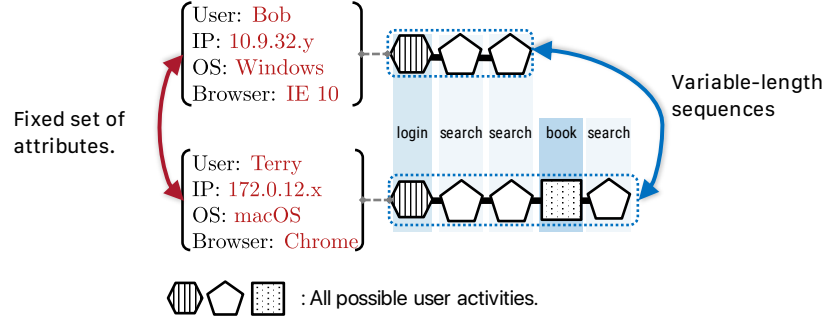 User: Bob
IP: 10.9.32.y
OS: Windows
Browser: IE 10
Variable-length
sequences
Fixed set of
attributes.
login search search book search
User: Terry
IP: 172.0.12.x
OS: macOS
Browser: Chrome
: All possible user activities.